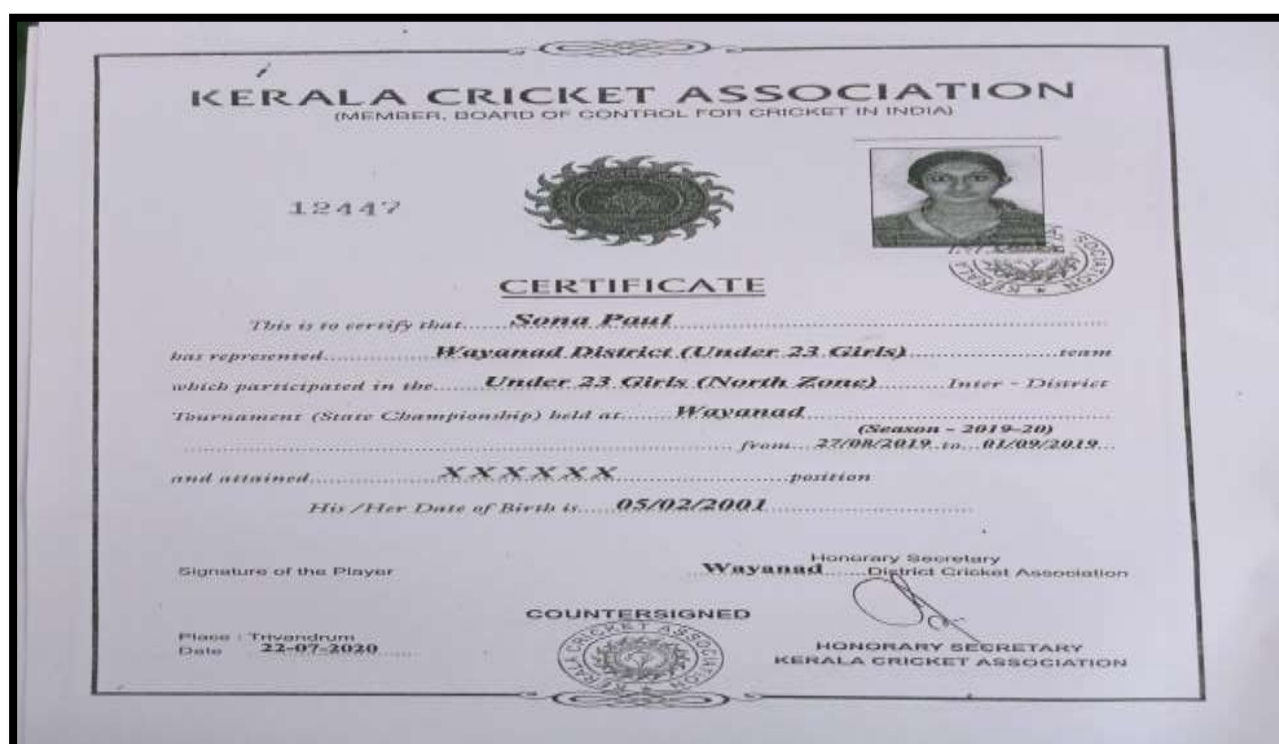 KERALA CRICKET ASSOCIATION
(MEMBER, BOARD OF CONTROL FOR CRICKET IN INDIA)
12447
CERTIFICATE
This is to certify that......Sona Paul
has represented.............Wayanad District (Under 23 Girls)...............team
which participated in the......Under 23 Girls (North Zone).........Inter - District
Tournament (State Championship) held at.......Wayanad
(Season - 2019-20)
from....27/08/2019..to...01/09/2019...
and attained................XXXXXX.......................position
His /Her Date of Birth is.....05/02/2001
Signature of the Player
Honorary Secretary
Wayanad......District Cricket Association
COUNTERSIGNED
Place : Trivandrum
Date 22-07-2020
KERALA CRICKET ASSOCIATION
HONORARY SECRETARY
KERALA CRICKET ASSOCIATION